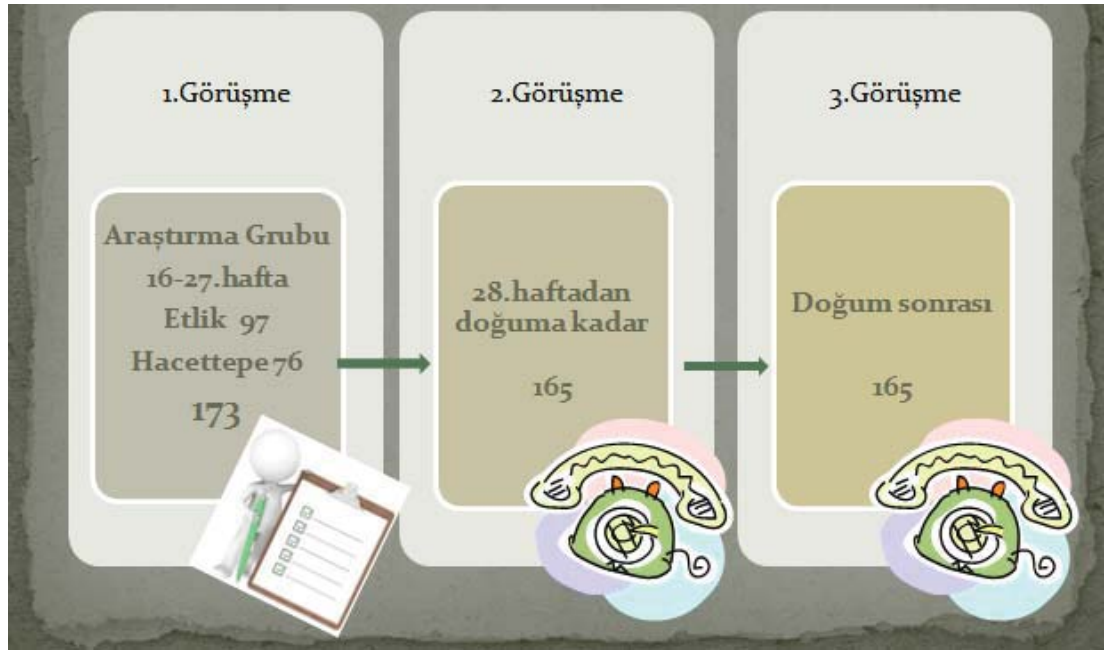 1.Görüşme
Araştırma Grubu
16-27.hafta
Etlik 97
Hacettepe 76
173
2.Görüşme
28.haftadan
doğuma kadar
165
3.Görüşme
Doğum sonrası
165